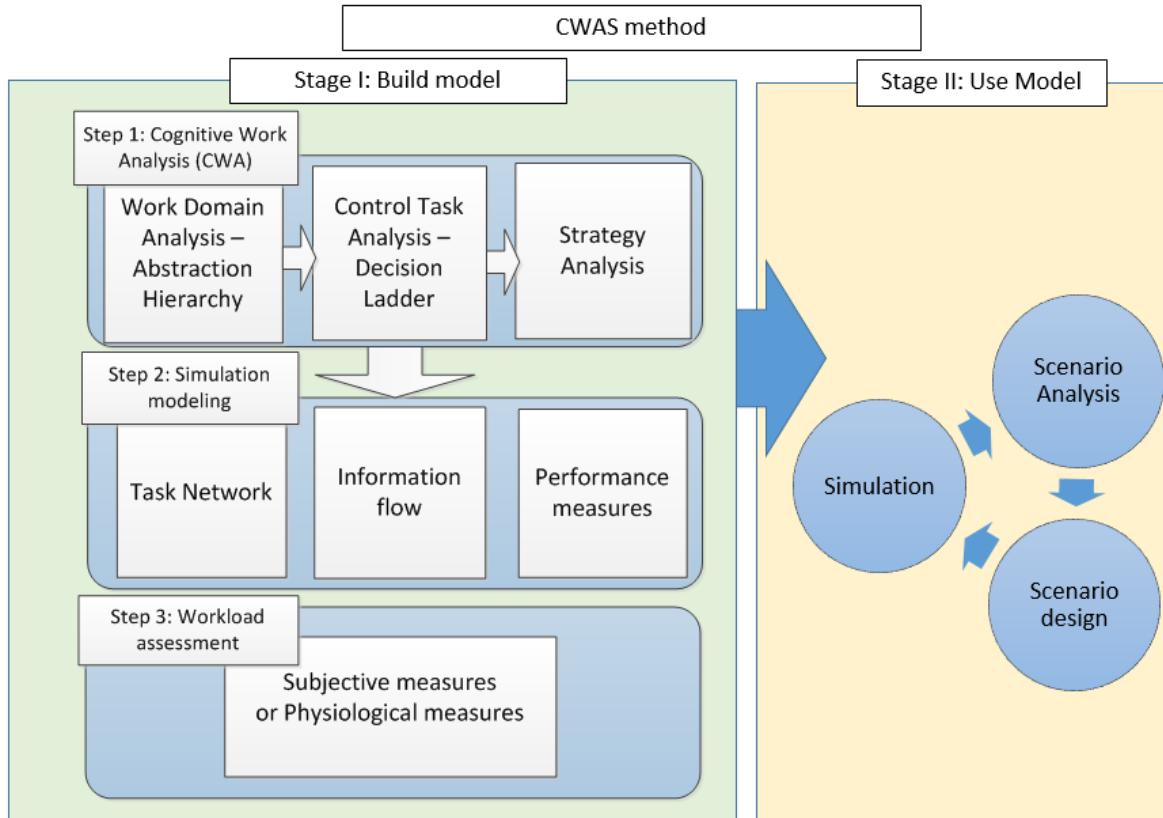 CWAS method
Stage I: Build model
Stage II: Use Model
Step 1: Cognitive Work
Analysis (CWA)
Work Domain
Analysis –
Abstraction
Hierarchy
Control Task
Analysis –
Decision
Ladder
Strategy
Analysis
Step 2: Simulation
modeling
Task Network
Information
flow
Performance
measures
Step 3: Workload
assessment
Subjective measures
or Physiological measures
Simulation
Scenario
Analysis
Scenario
design